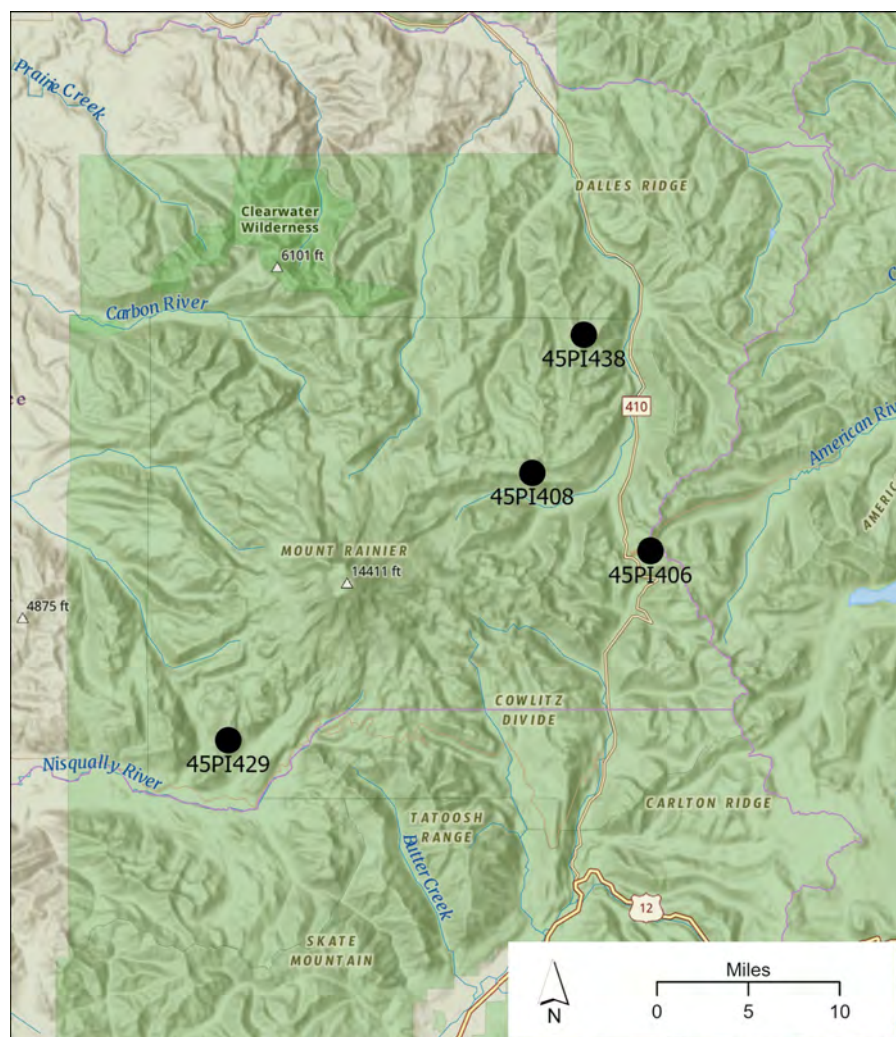 Prairie Creek
DALLES RIDGE
Clearwater
Wilderness
6101 ft
Carbon River
45PI438
410
American Riv
AMERIC
45PI408
MOUNT RAINIER
14411 ft
45PI406
4875 ft
COWLITZ
DIVIDE
45PI429
Nisqually River
CARLTON RIDGE
TATOOSH
RANGE
Butter Creek
12
SKATE
MOUNTAIN
N
Miles
0 5 10